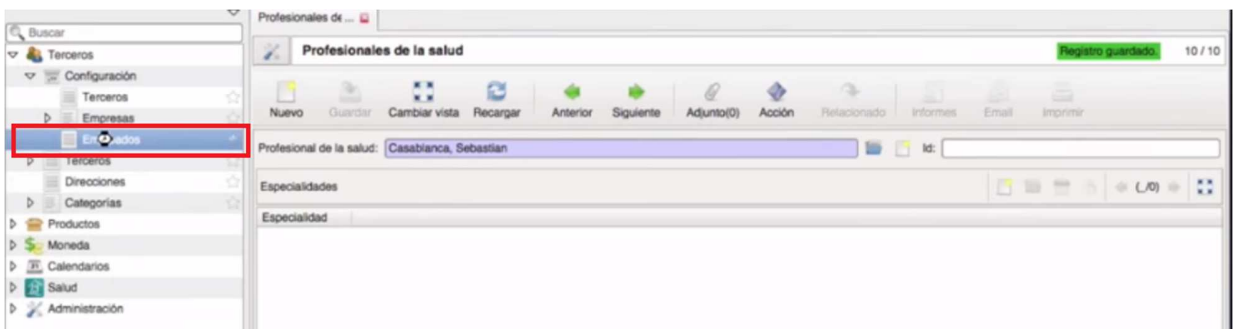 Profesionales de ...
Buscar
Terceros
Configuración
Terceros
Empresas
Terceros
Direcciones
Categorías
Productos
Moneda
Calendarios
Salud
Administración
Profesionales de la salud
Registro guardado.
10 / 10
Nuevo Guardar Cambiar vista Recargar Anterior Siguiente Adjunto(0) Acción Relacionado Informes Email Imprimir
Profesional de la salud: Casablanca, Sebastian Id:
Especialidades (_/0)
Especialidad